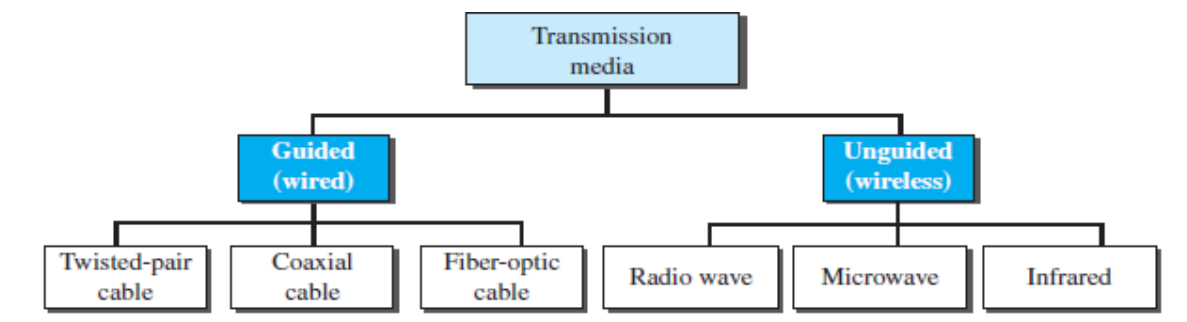 Transmission
media
Guided
(wired)
Unguided
(wireless)
Twisted-pair
cable
Coaxial
cable
Fiber-optic
cable
Radio wave
Microwave
Infrared